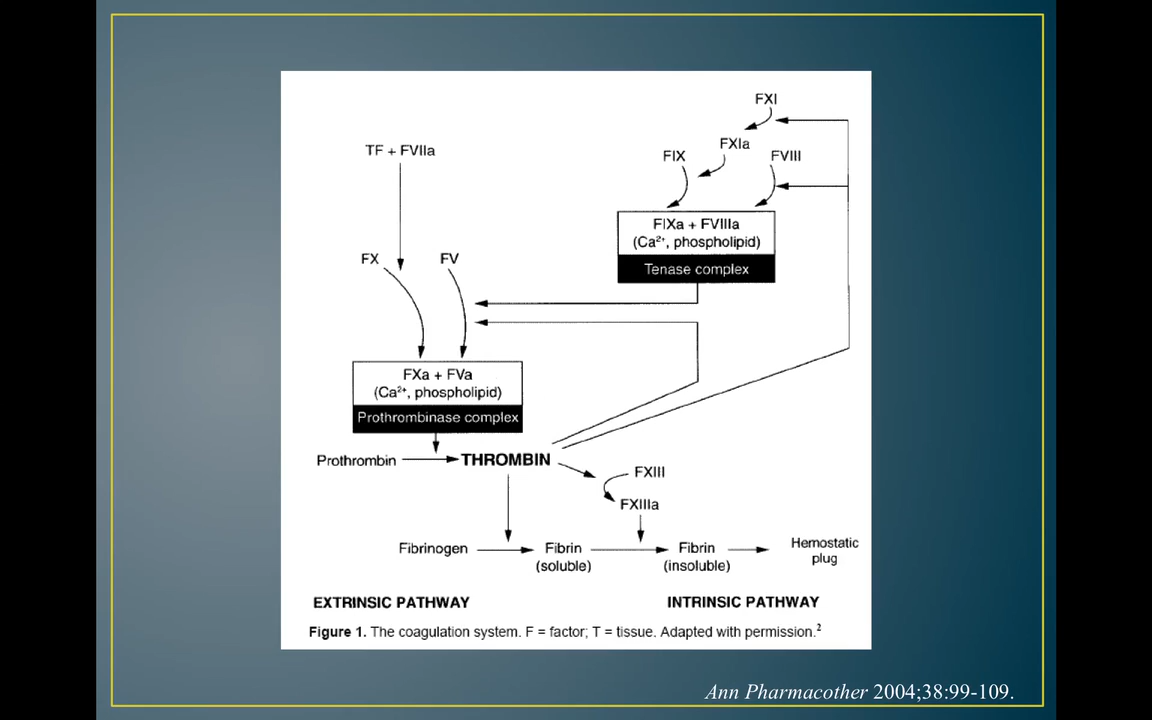 FXI
TF + FVIIa
FXIa
FIX
FVIII
FIXa + FVIIIa
(Ca²⁺, phospholipid)
Tenase complex
FX
FV
FXa + FVa
(Ca²⁺, phospholipid)
Prothrombinase complex
Prothrombin
THROMBIN
FXIII
FXIIIa
Fibrinogen
Fibrin
(soluble)
Fibrin
(insoluble)
Hemostatic
plug
EXTRINSIC PATHWAY
INTRINSIC PATHWAY
Figure 1. The coagulation system. F = factor; T = tissue. Adapted with permission.²
Ann Pharmacother 2004;38:99-109.